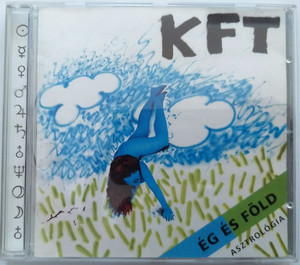 KFT
ÉG ÉS FÖLD
ASZTROLÓGIA